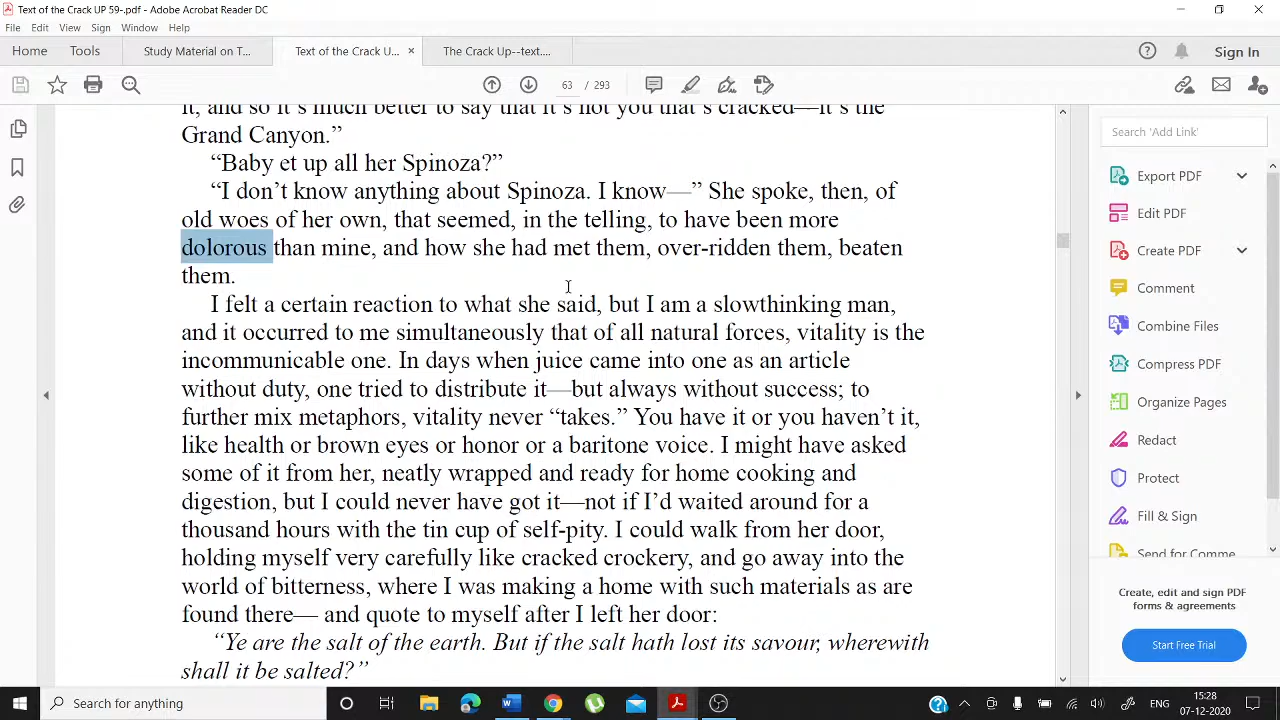 Text of the Crack UP 59-.pdf - Adobe Acrobat Reader DC
File Edit View Sign Window Help
Home Tools Study Material on T... Text of the Crack U... × The Crack Up--text.... Sign In
63 / 293
it, and so it's much better to say that it's not you that's cracked—it's the
Grand Canyon.”
“Baby et up all her Spinoza?”
“I don't know anything about Spinoza. I know—” She spoke, then, of
old woes of her own, that seemed, in the telling, to have been more
dolorous than mine, and how she had met them, over-ridden them, beaten
them.
I felt a certain reaction to what she said, but I am a slowthinking man,
and it occurred to me simultaneously that of all natural forces, vitality is the
incommunicable one. In days when juice came into one as an article
without duty, one tried to distribute it—but always without success; to
further mix metaphors, vitality never “takes.” You have it or you haven't it,
like health or brown eyes or honor or a baritone voice. I might have asked
some of it from her, neatly wrapped and ready for home cooking and
digestion, but I could never have got it—not if I'd waited around for a
thousand hours with the tin cup of self-pity. I could walk from her door,
holding myself very carefully like cracked crockery, and go away into the
world of bitterness, where I was making a home with such materials as are
found there— and quote to myself after I left her door:
“Ye are the salt of the earth. But if the salt hath lost its savour, wherewith
shall it be salted?”
Search 'Add Link'
Export PDF
Edit PDF
Create PDF
Comment
Combine Files
Compress PDF
Organize Pages
Redact
Protect
Fill & Sign
Send for Comme
Create, edit and sign PDF
forms & agreements
Start Free Trial
Search for anything
ENG
15:28
07-12-2020